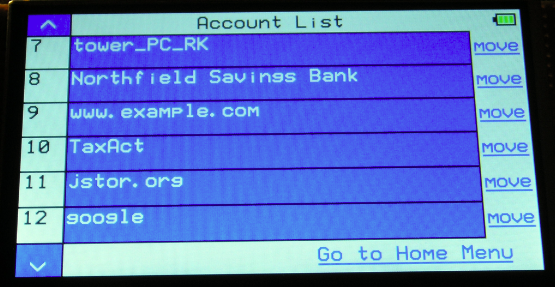 Account List
7 tower_PC_RK move
8 Northfield Savings Bank move
9 www.example.com move
10 TaxAct move
11 jstor.org move
12 google move
Go to Home Menu